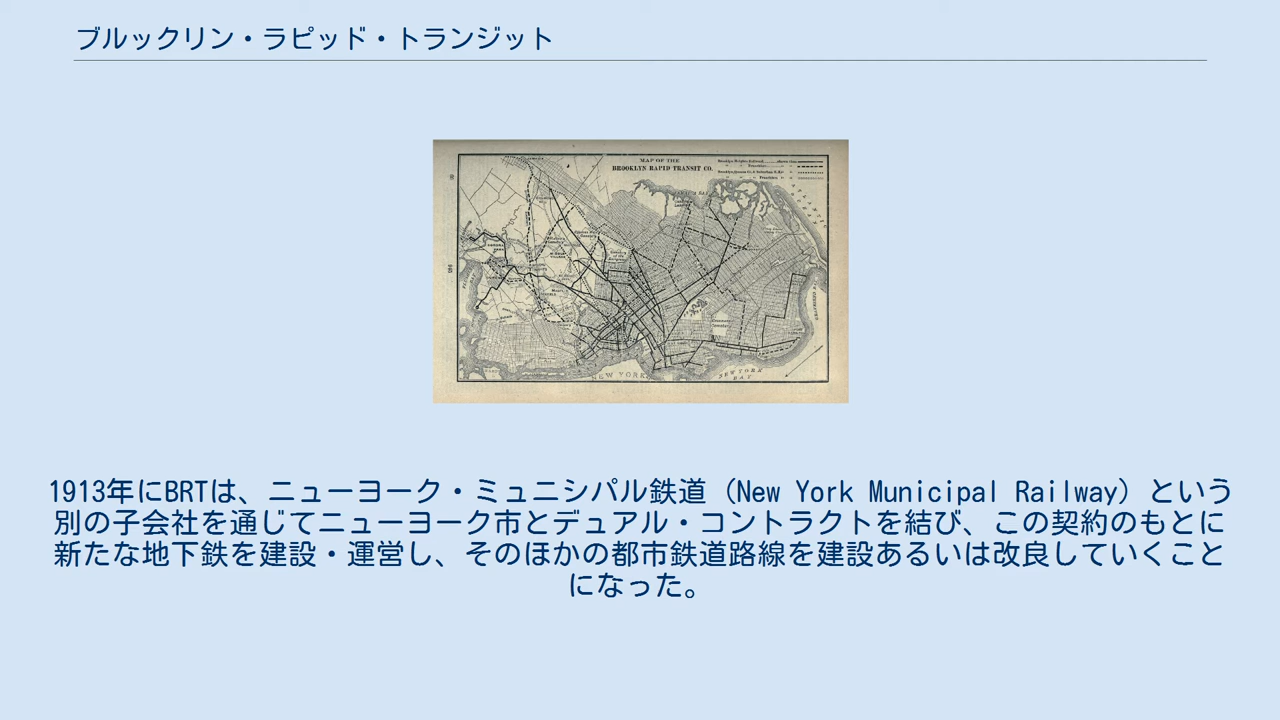 ブルックリン・ラピッド・トランジット
MAP OF THE
BROOKLYN RAPID TRANSIT CO.
NEW YORK
NEW YORK
BAY
1913年にBRTは、ニューヨーク・ミュニシパル鉄道（New York Municipal Railway）という
別の子会社を通じてニューヨーク市とデュアル・コントラクトを結び、この契約のもとに
新たな地下鉄を建設・運営し、そのほかの都市鉄道路線を建設あるいは改良していくこと
になった。